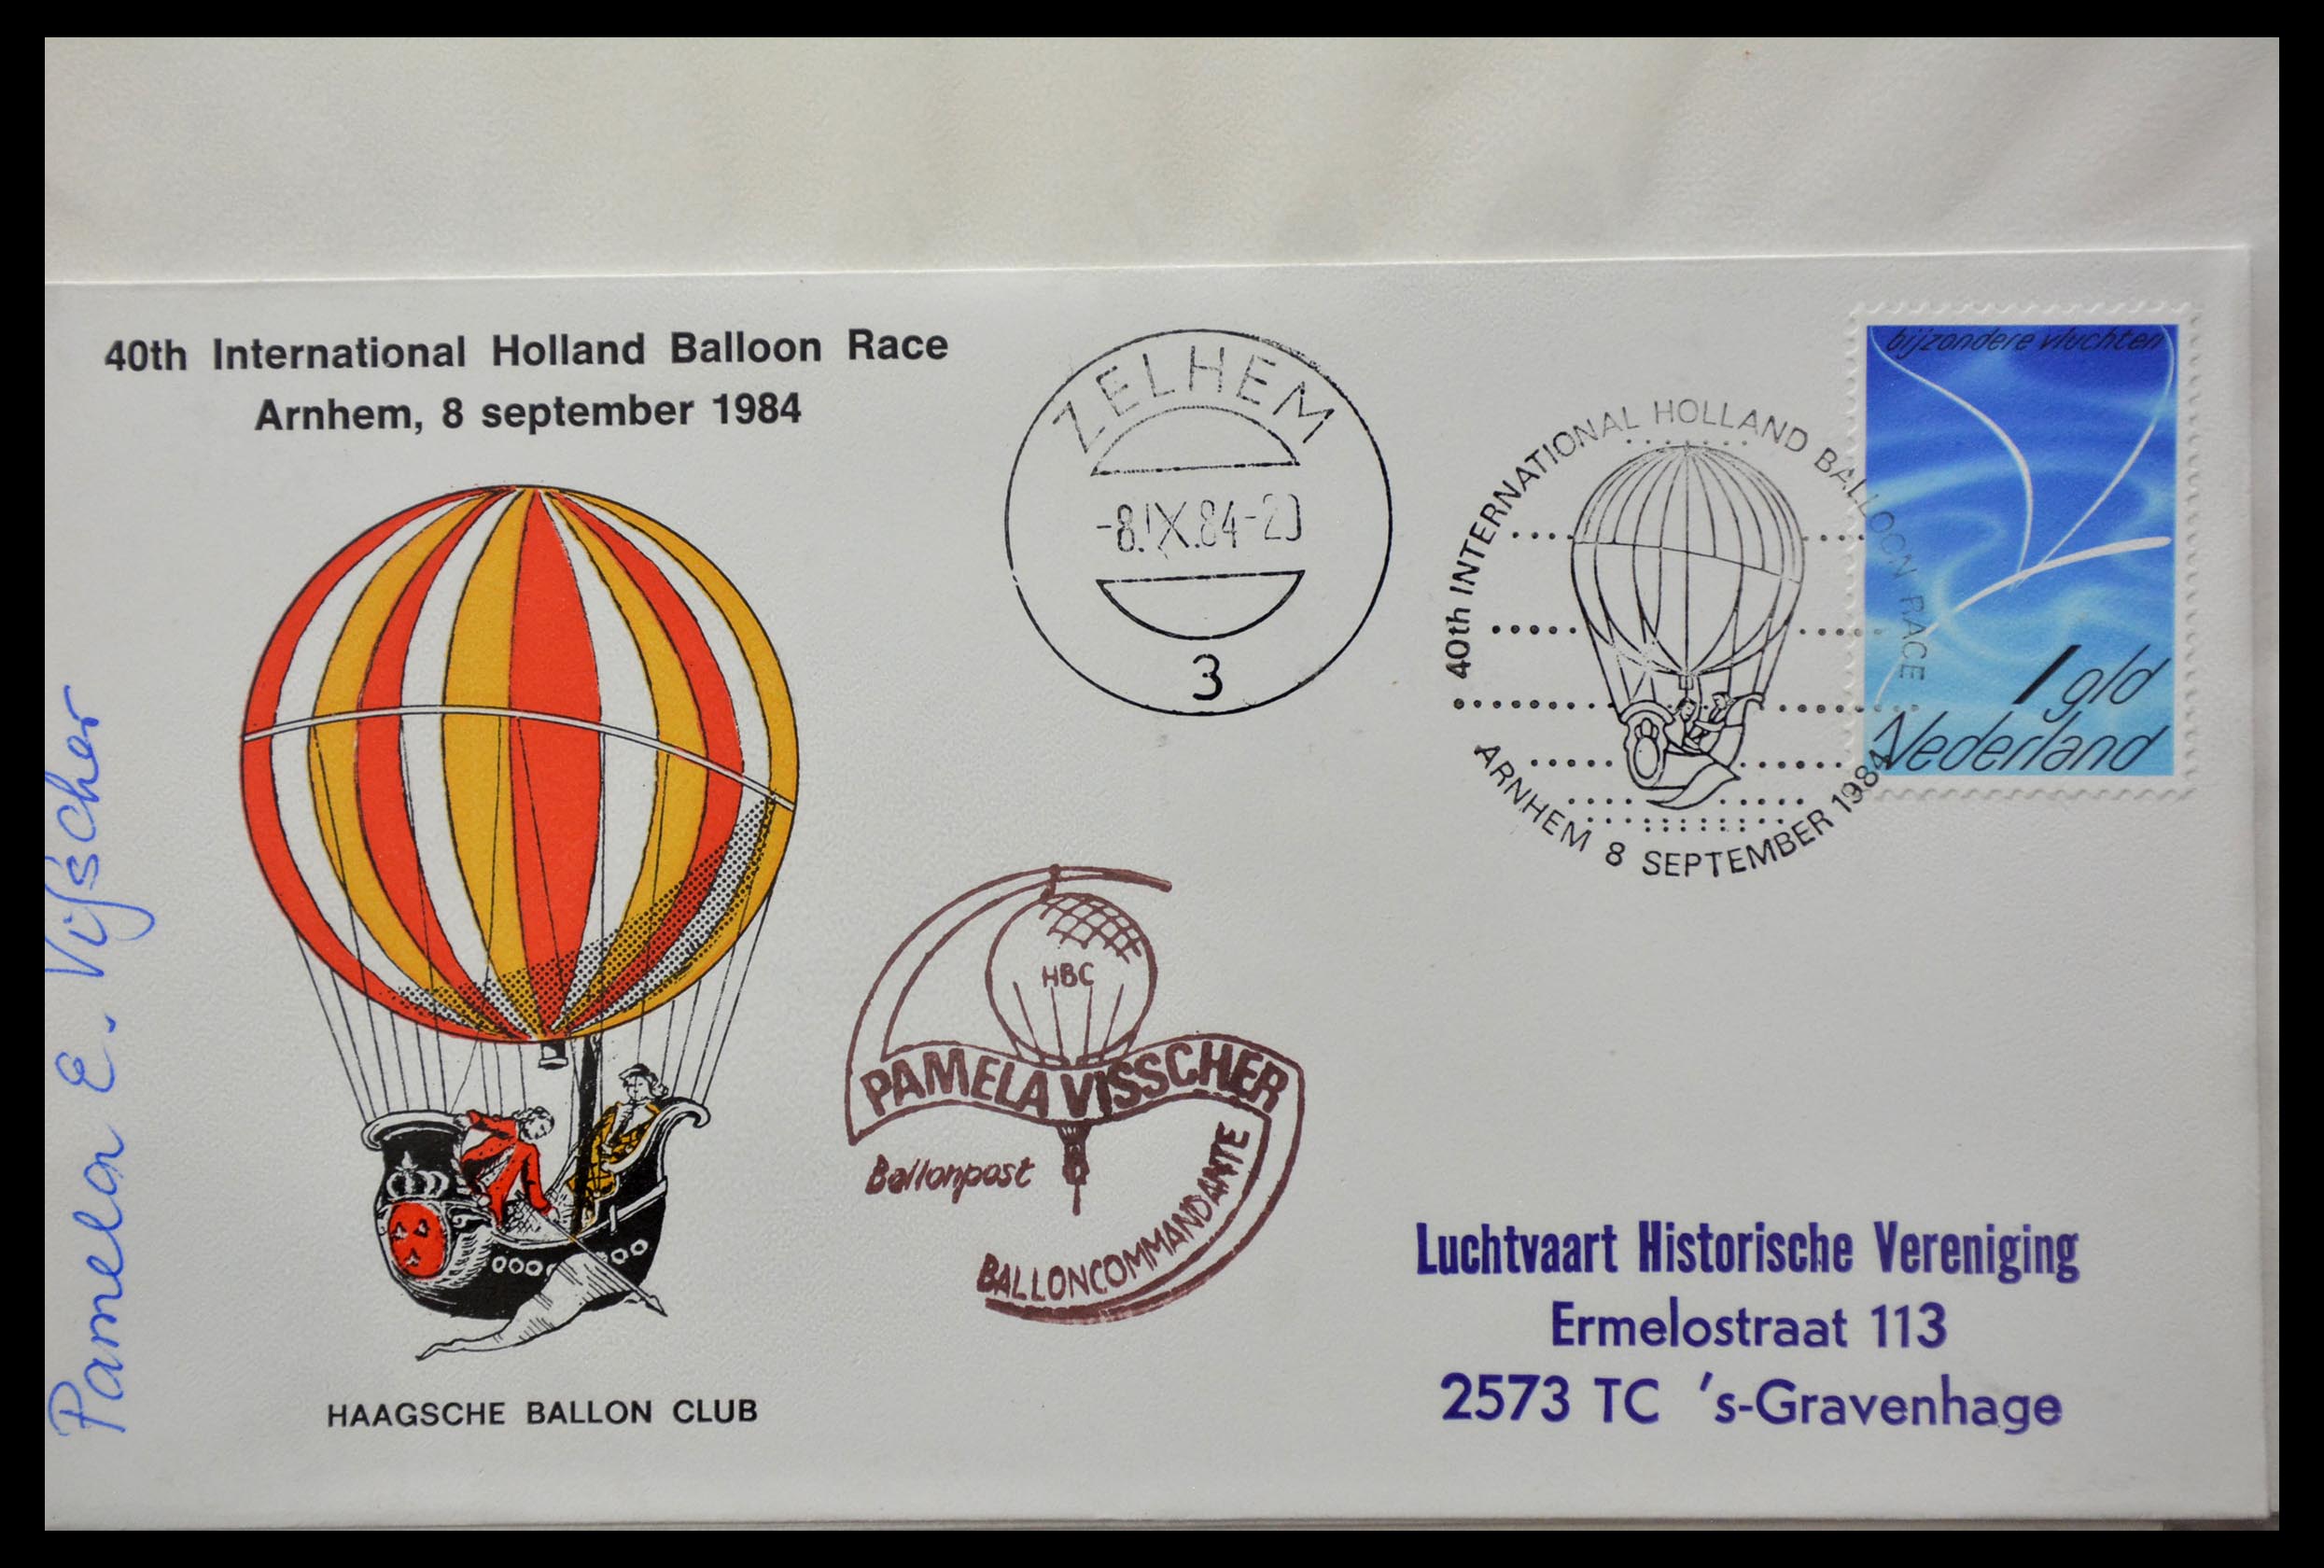 40th International Holland Balloon Race
Arnhem, 8 september 1984
ZELHEM
-8.IX.84-20
3
40th INTERNATIONAL HOLLAND BALLOON RACE
ARNHEM 8 SEPTEMBER 1984
bijzondere vluchten
1 gld
Nederland
Pamela E. Visscher
HBC
PAMELA VISSCHER
Ballonpost
BALLONCOMMANDANTE
Luchtvaart Historische Vereniging
Ermelostraat 113
2573 TC 's-Gravenhage
HAAGSCHE BALLON CLUB